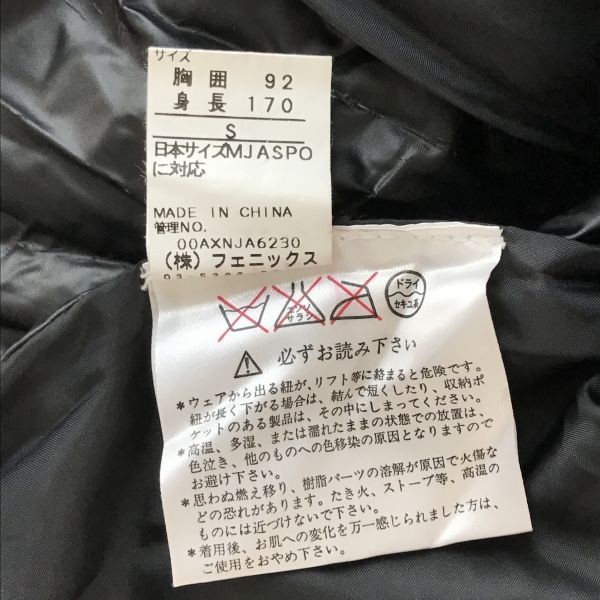 サイズ
胸囲 92
身長 170
S
日本サイズMJASPO
に対応
MADE IN CHINA
管理NO.
00AXNJA6230
(株) フェニックス
エンソ
サラシ
ドライ
セキユ系
必ずお読み下さい
*ウェアから出る紐が、リフト等に絡まると危険です。
紐が長く下がる場合は、結んで短くしたり、収納ポ
ケットのある製品は、その中にしまってください。
*高温、多湿、または濡れたままの状態での放置は、
色泣き、他のものへの色移染の原因となりますので
お避け下さい。
*思わぬ燃え移り、樹脂パーツの溶解が原因で火傷な
どの恐れがあります。たき火、ストーブ等、高温の
ものには近づけないで下さい。
*着用後、お肌への変化を万一感じられました方は、
ご使用をおやめ下さい。